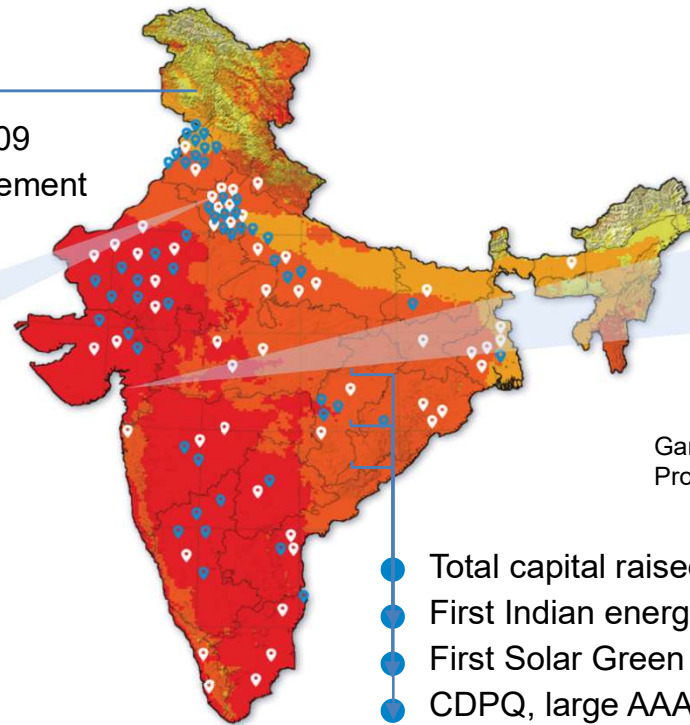 09
ement
Gar
Pro
Total capital raise
First Indian energ
First Solar Green
CDPQ, large AAA